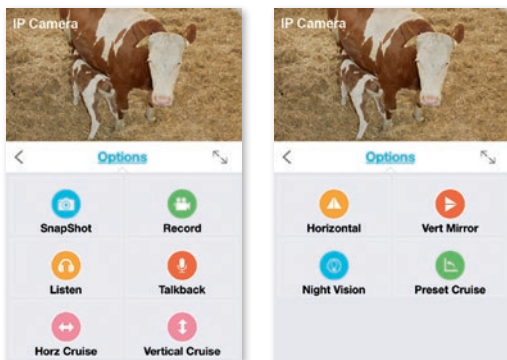 IP Camera
Options
SnapShot
Record
Listen
Talkback
Horz Cruise
Vertical Cruise
IP Camera
Options
Horizontal
Vert Mirror
Night Vision
Preset Cruise